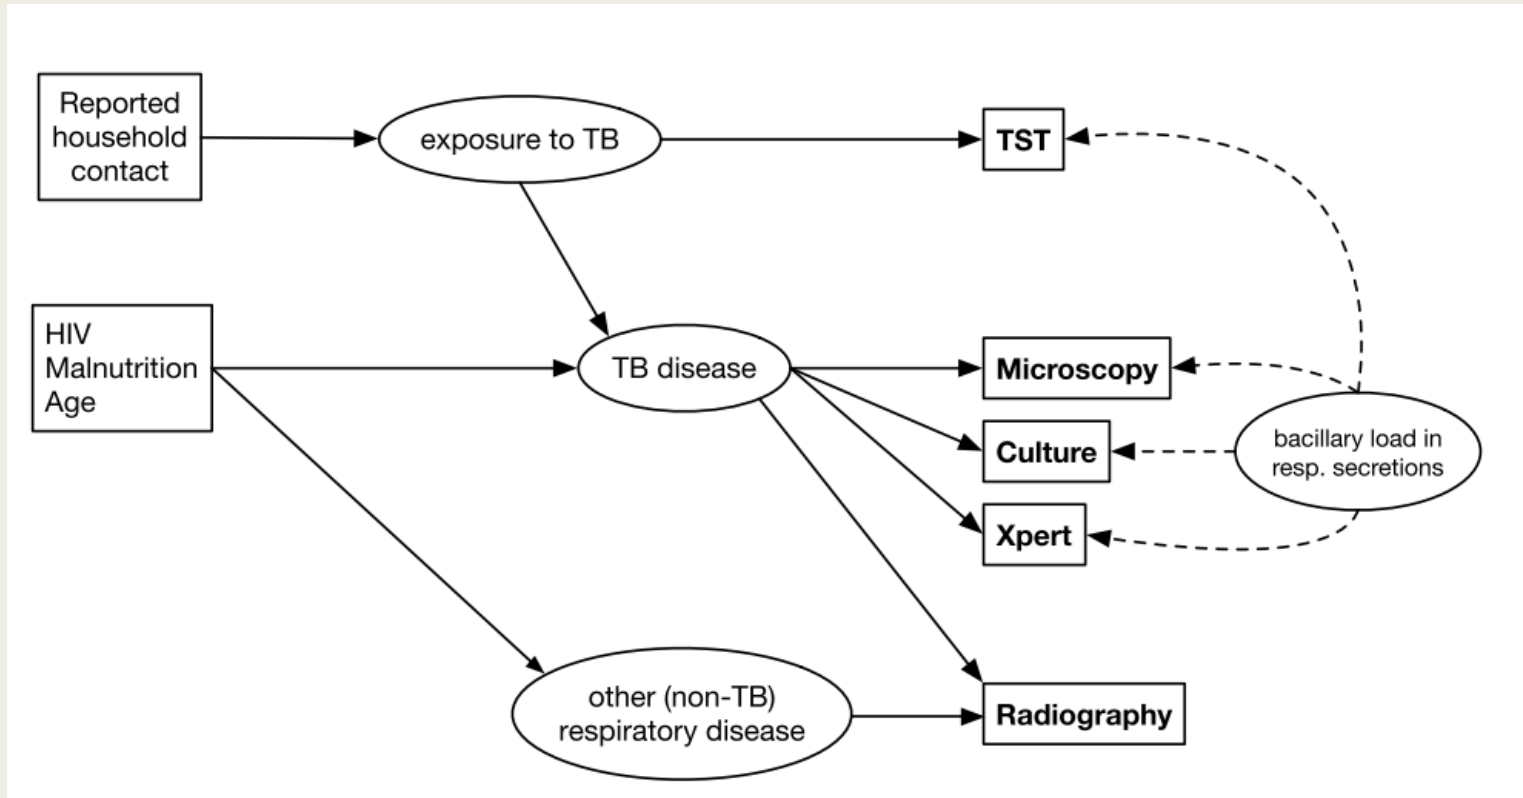 Reported
household
contact
exposure to TB
TST
HIV
Malnutrition
Age
TB disease
Microscopy
Culture
Xpert
bacillary load in
resp. secretions
other (non-TB)
respiratory disease
Radiography